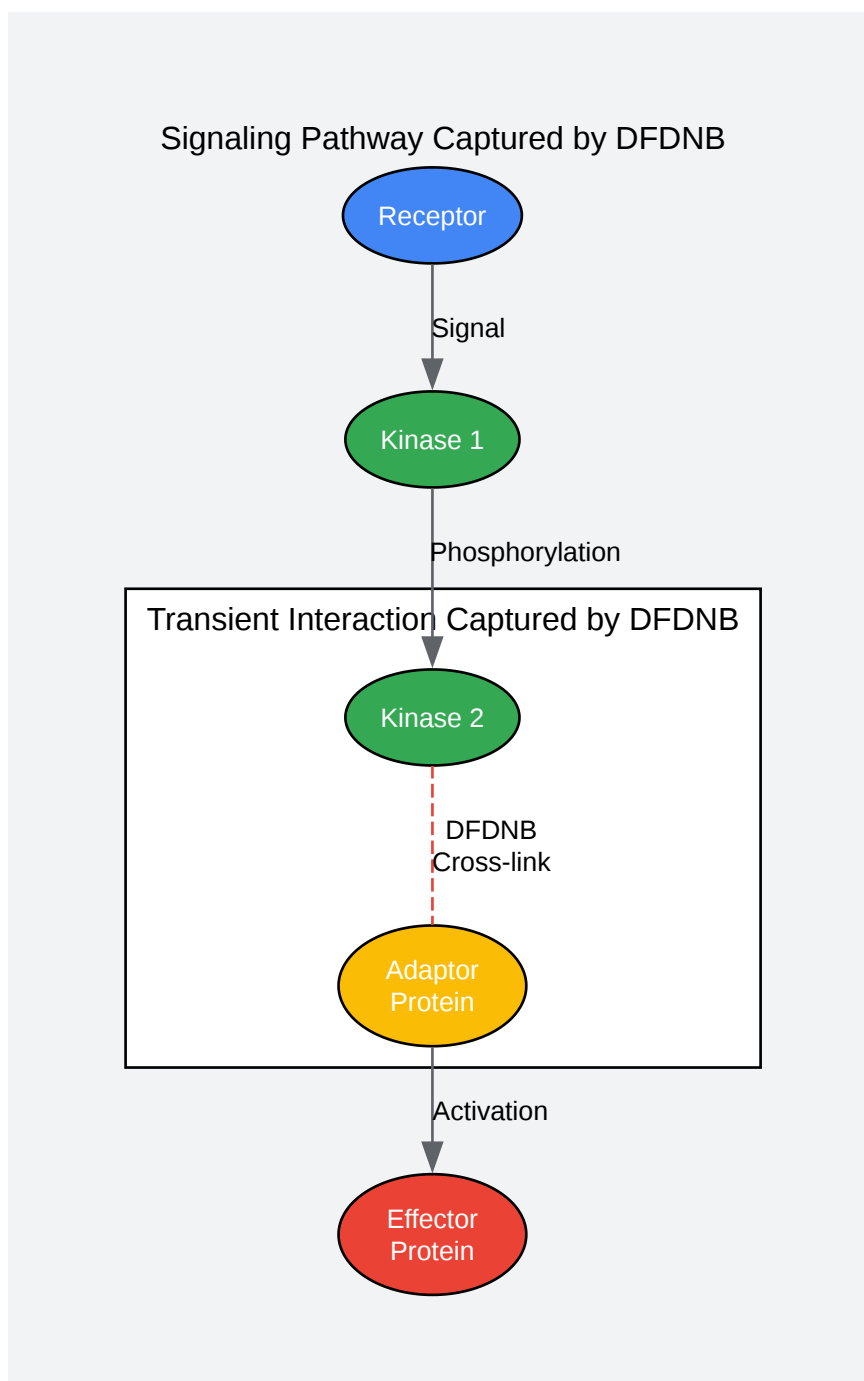 Signaling Pathway Captured by DFDNB
Receptor
Signal
Kinase 1
Phosphorylation
Transient Interaction Captured by DFDNB
Kinase 2
DFDNB
Cross-link
Adaptor
Protein
Activation
Effector
Protein